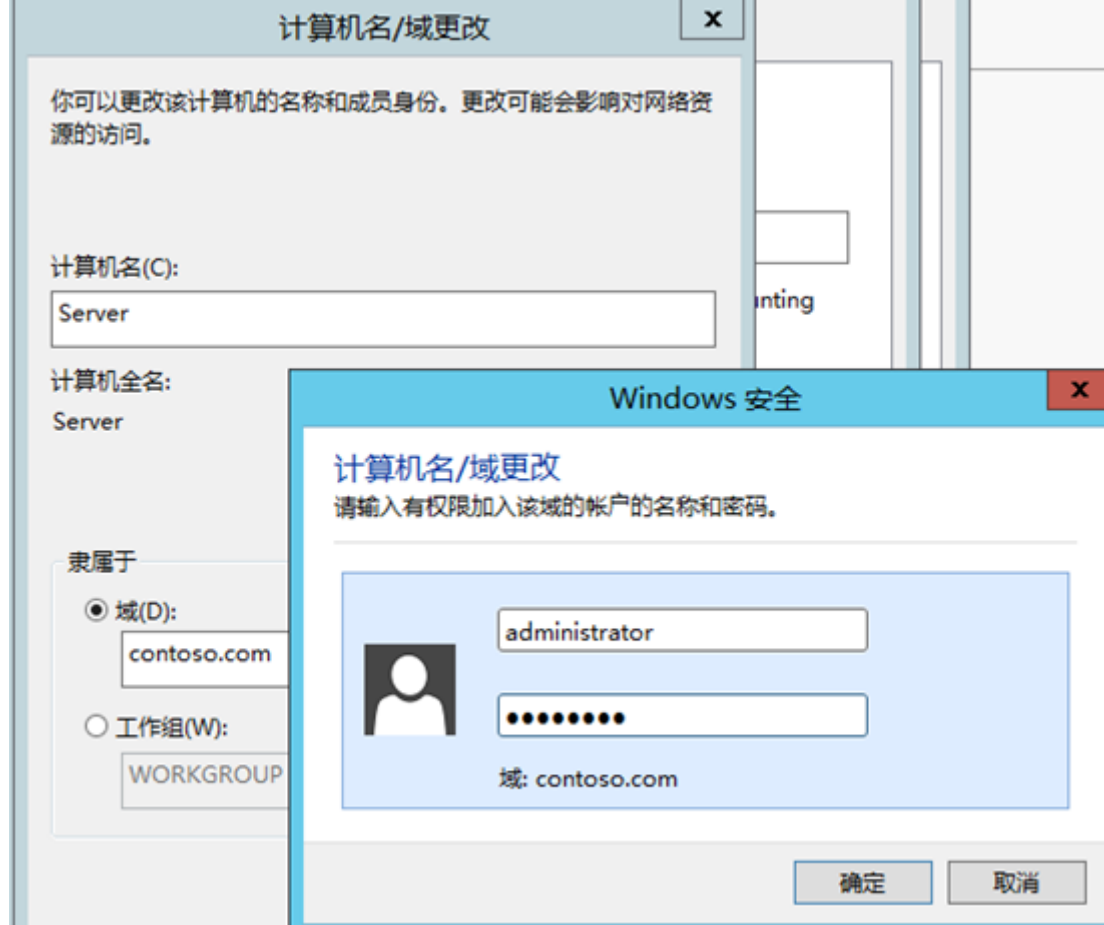 计算机名/域更改
x
你可以更改该计算机的名称和成员身份。更改可能会影响对网络资
源的访问。
计算机名(C):
Server
unting
计算机全名:
Server
Windows 安全
x
计算机名/域更改
请输入有权限加入该域的帐户的名称和密码。
隶属于
域(D):
contoso.com
工作组(W):
WORKGROUP
administrator
●●●●●●●●
域: contoso.com
确定
取消